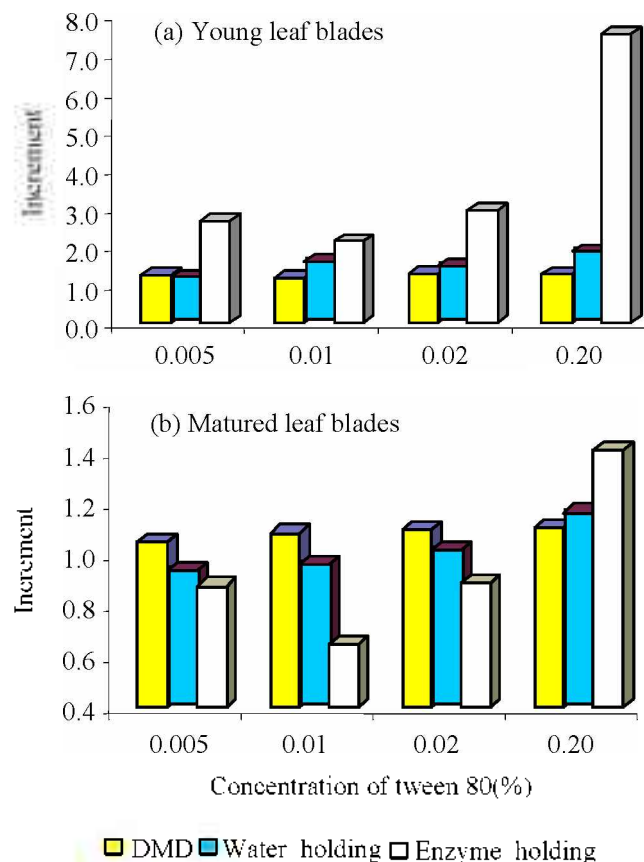 8.0
(a) Young leaf blades
7.0
6.0
5.0
4.0
3.0
2.0
1.0
0.0
Increment
0.005 0.01 0.02 0.20
1.6
(b) Matured leaf blades
1.4
1.2
1.0
0.8
0.6
0.4
Increment
0.005 0.01 0.02 0.20
Concentration of tween 80(%)
DMD Water holding Enzyme holding